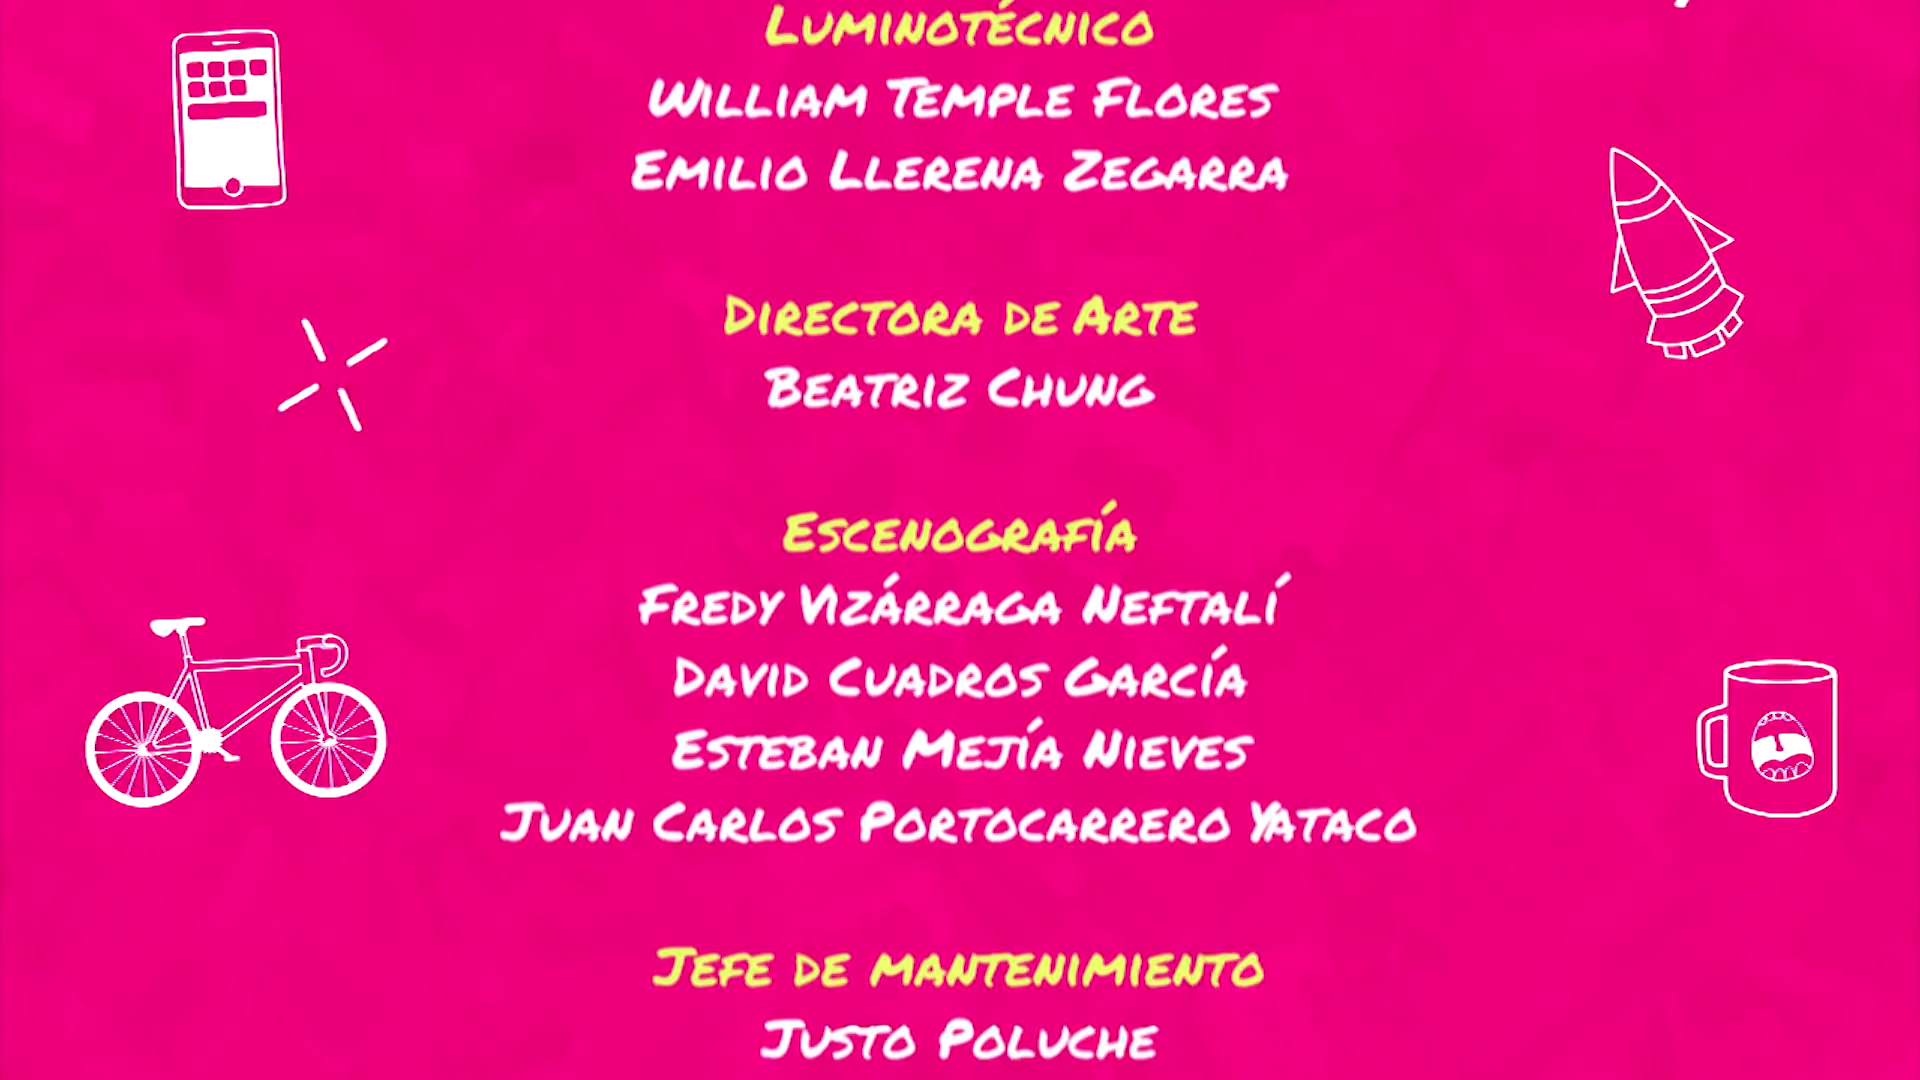 Luminotécnico
William Temple Flores
Emilio Llerena Zegarra
Directora de Arte
Beatriz Chung
Escenografía
Fredy Vizárraga Neftalí
David Cuadros García
Esteban Mejía Nieves
Juan Carlos Portocarrero Yataco
Jefe de mantenimiento
Justo Poluche